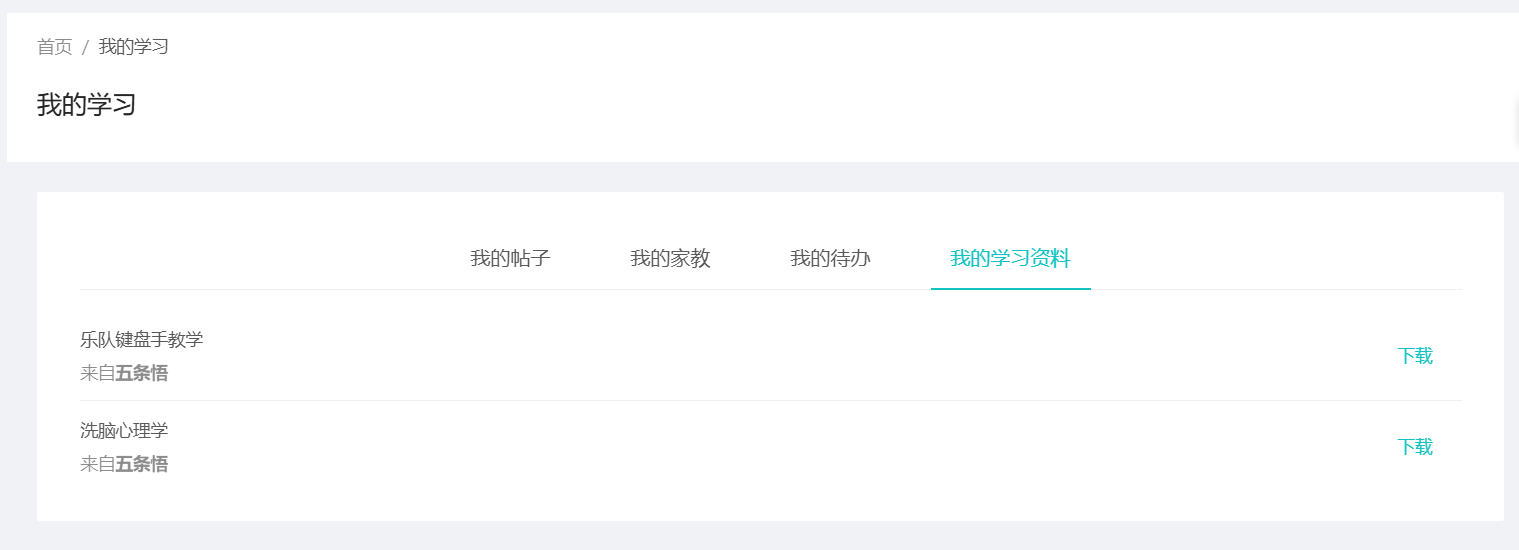 首页 / 我的学习
我的学习
我的帖子 我的家教 我的待办 我的学习资料
乐队键盘手教学
来自五条悟
下载
洗脑心理学
来自五条悟
下载